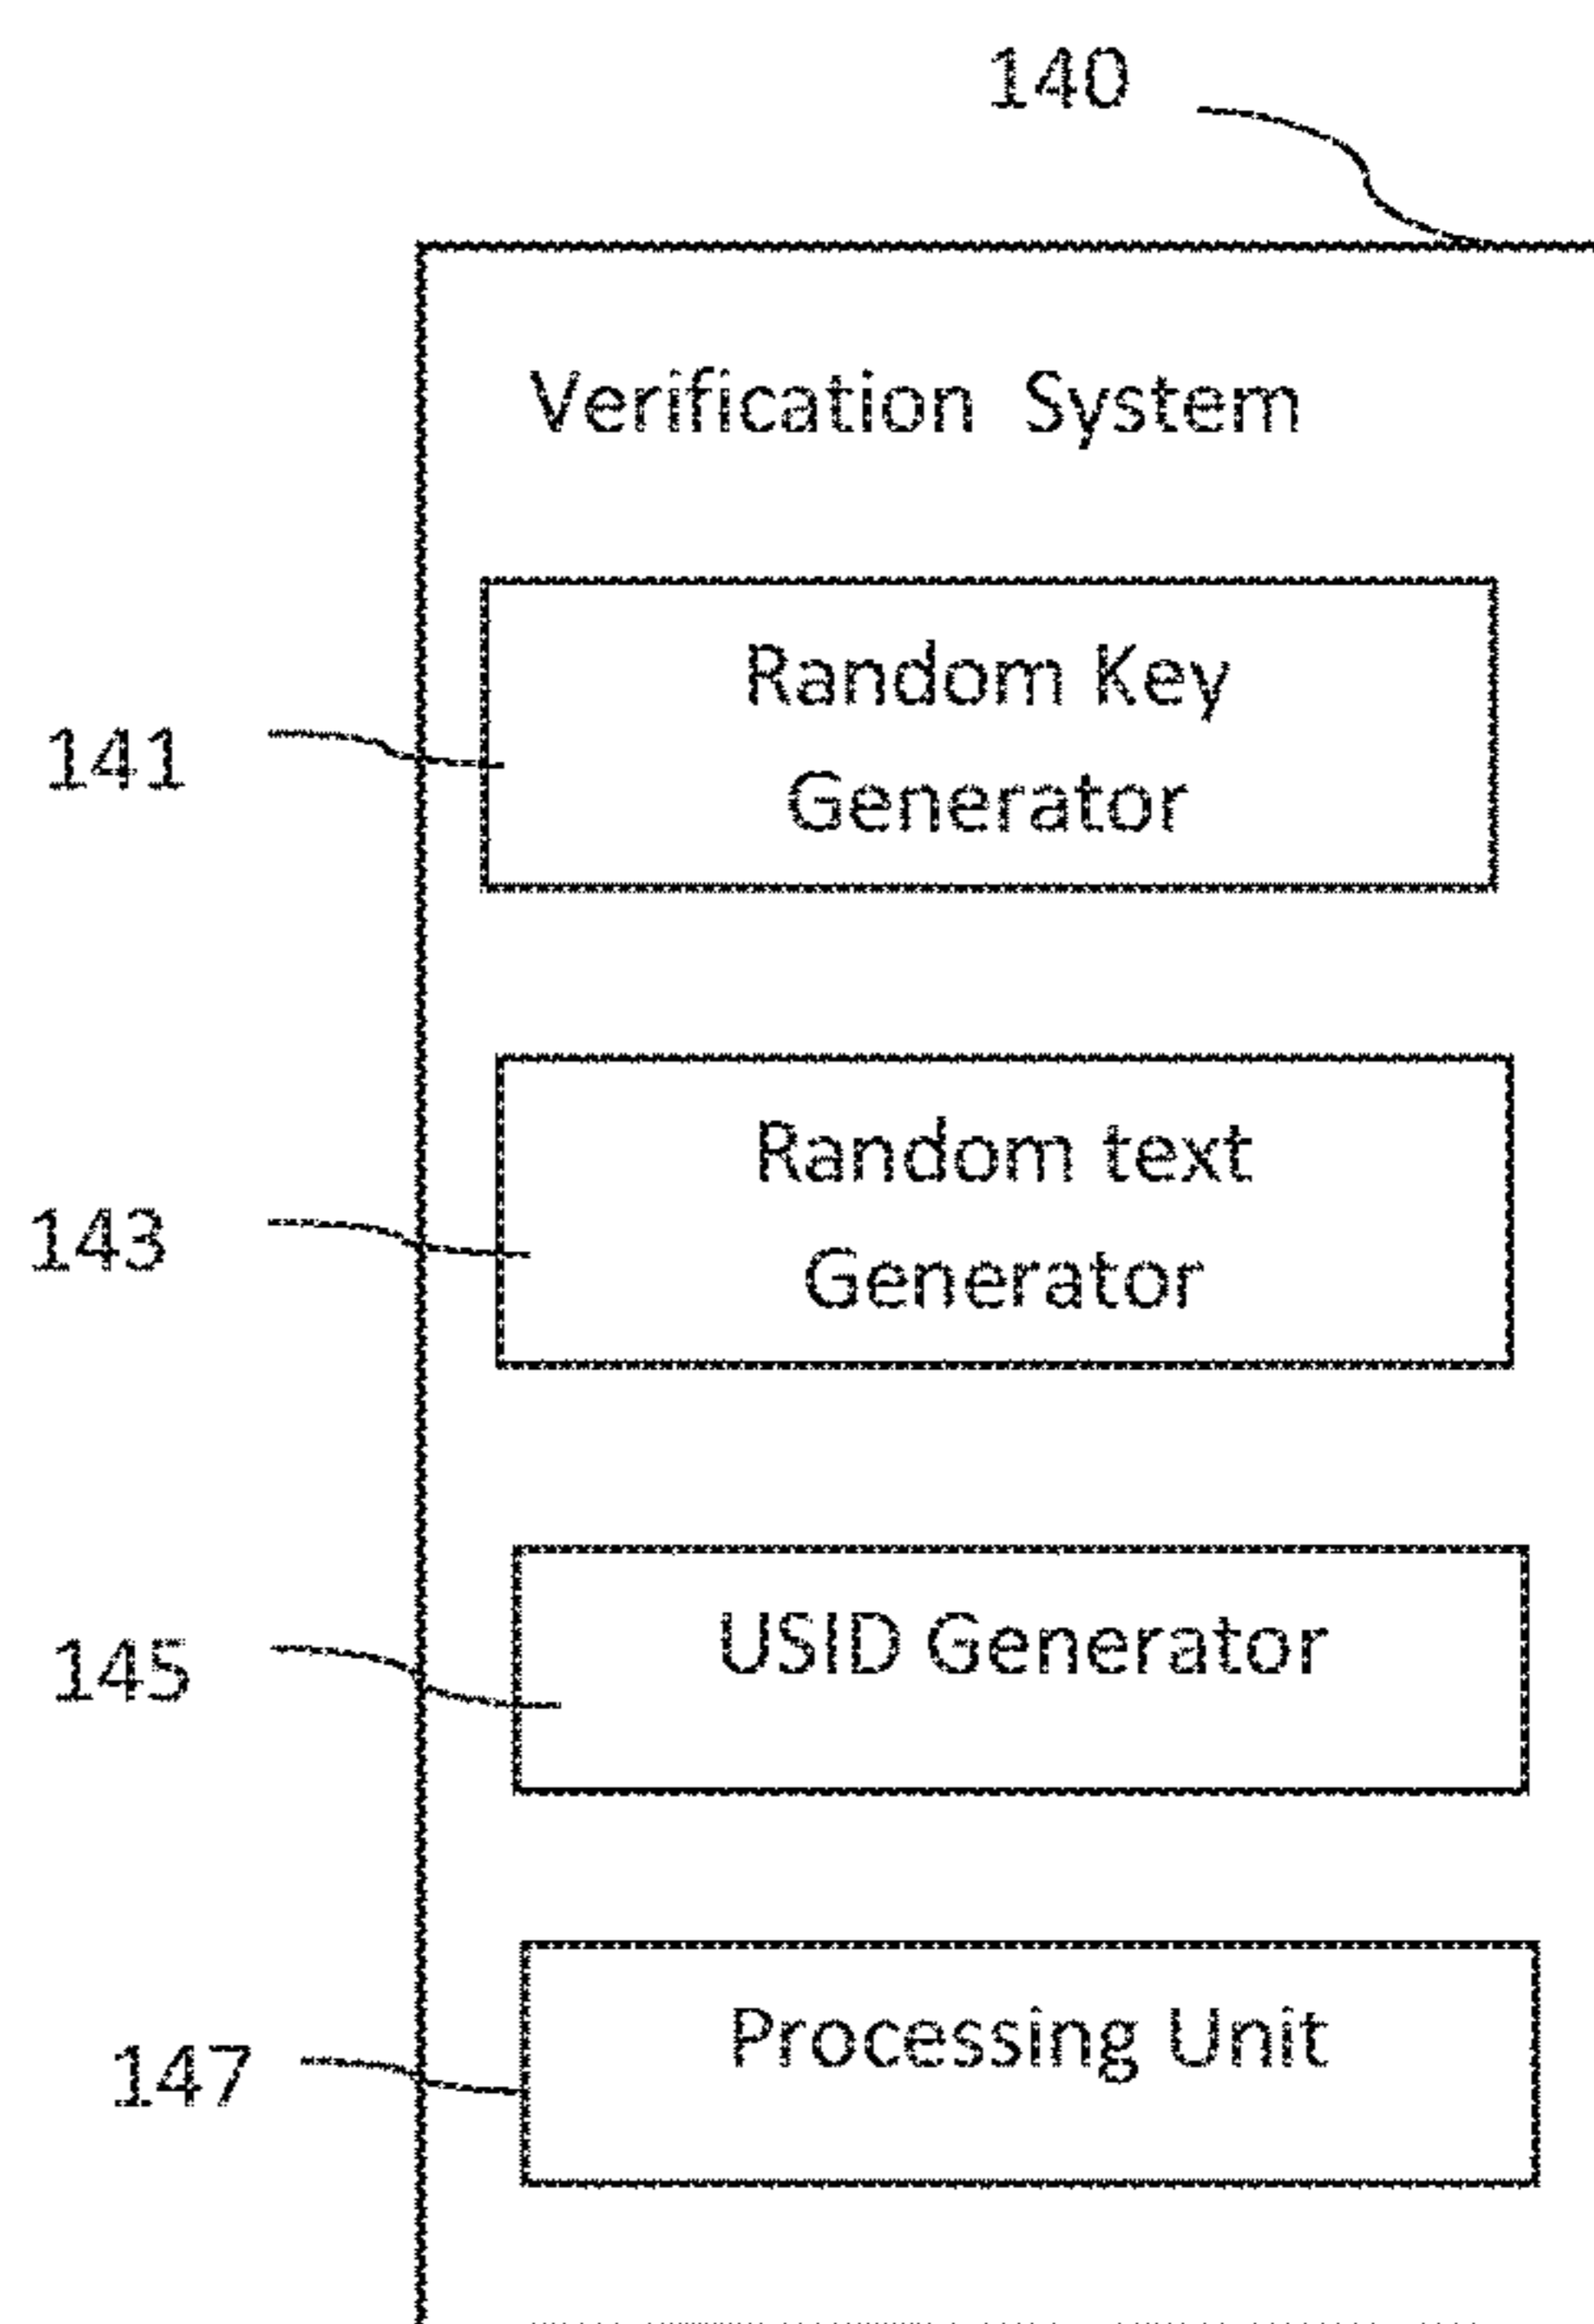 140
Verification System
Random Key
Generator
141
Random text
Generator
143
USID Generator
145
Processing Unit
147